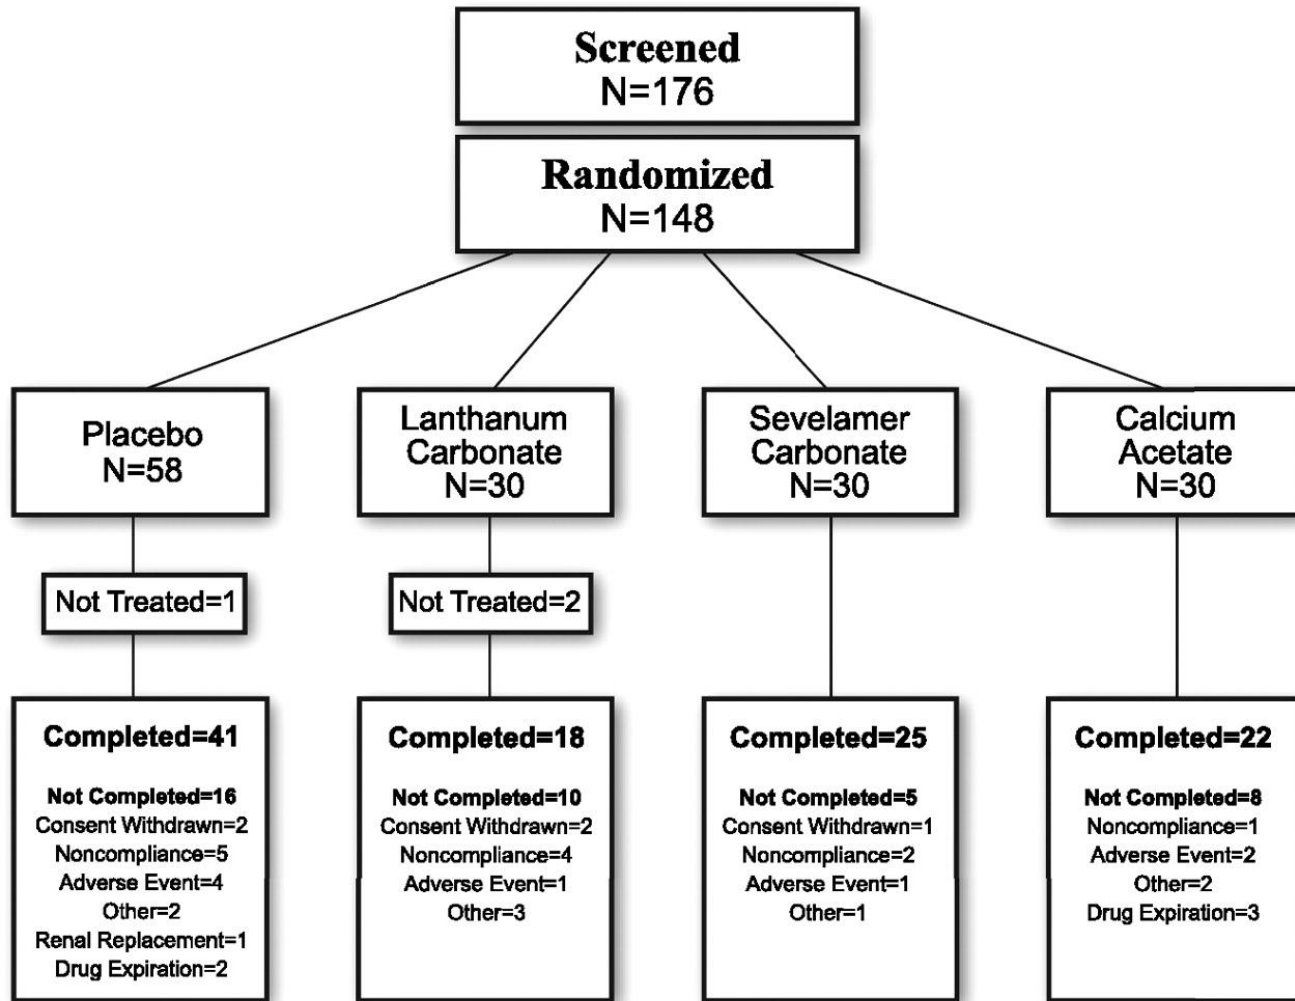 Screened
N=176
Randomized
N=148
Placebo
N=58
Lanthanum
Carbonate
N=30
Sevelamer
Carbonate
N=30
Calcium
Acetate
N=30
Not Treated=1
Not Treated=2
Completed=41
Not Completed=16
Consent Withdrawn=2
Noncompliance=5
Adverse Event=4
Other=2
Renal Replacement=1
Drug Expiration=2
Completed=18
Not Completed=10
Consent Withdrawn=2
Noncompliance=4
Adverse Event=1
Other=3
Completed=25
Not Completed=5
Consent Withdrawn=1
Noncompliance=2
Adverse Event=1
Other=1
Completed=22
Not Completed=8
Noncompliance=1
Adverse Event=2
Other=2
Drug Expiration=3